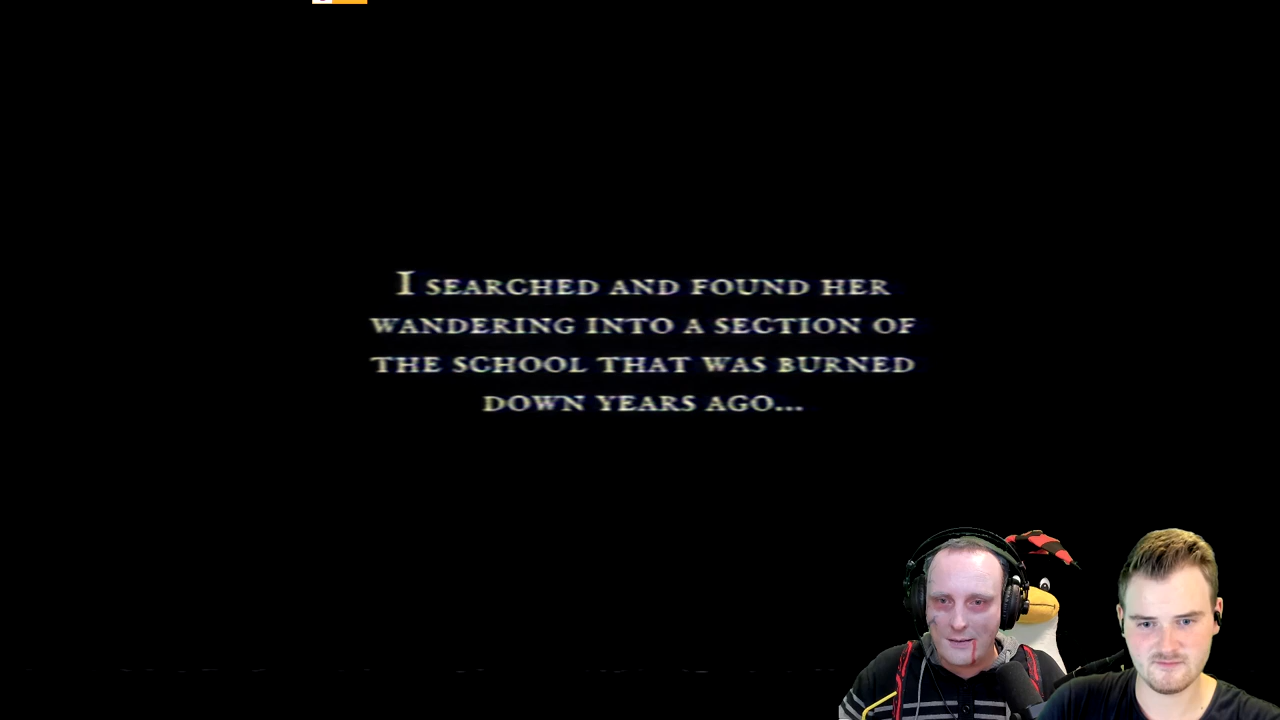 I SEARCHED AND FOUND HER
WANDERING INTO A SECTION OF
THE SCHOOL THAT WAS BURNED
DOWN YEARS AGO...